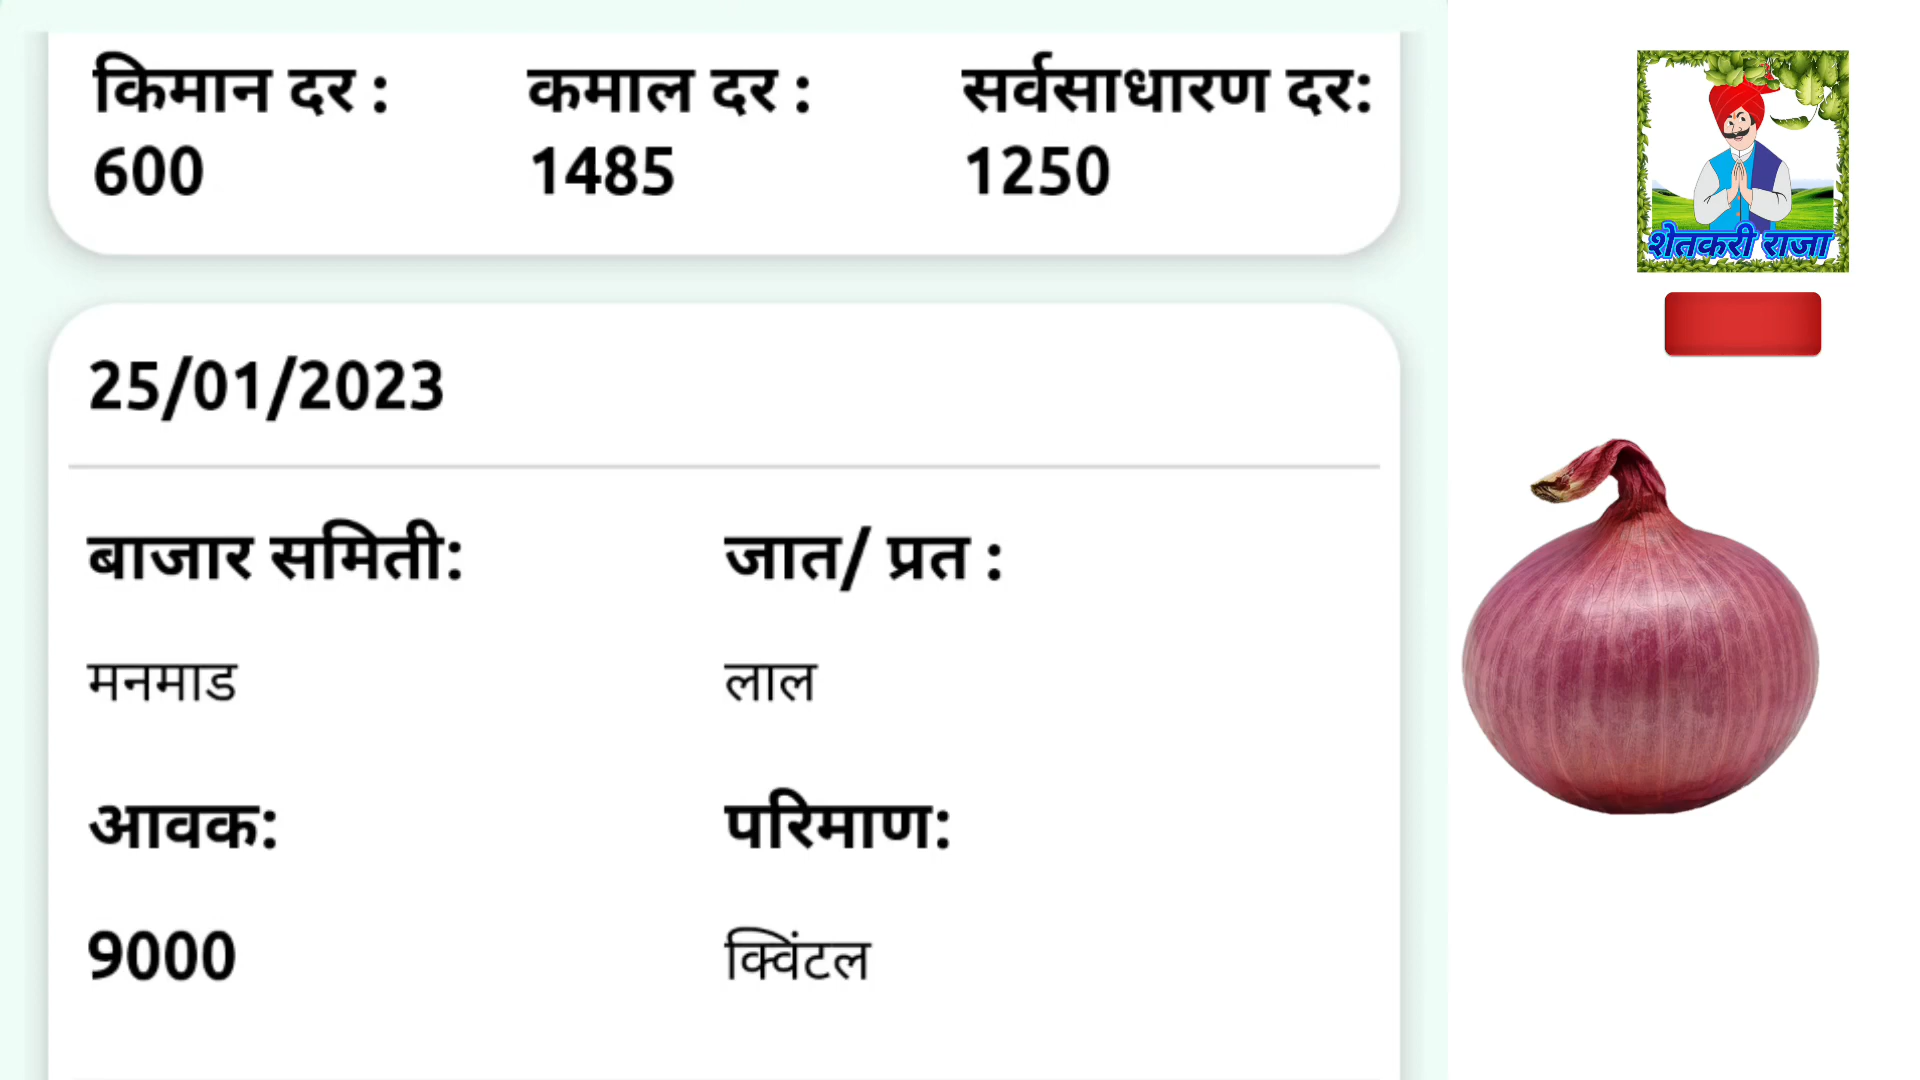 किमान दर : कमाल दर : सर्वसाधारण दर:
600 1485 1250
25/01/2023
बाजार समिती: जात/ प्रत :
मनमाड लाल
आवक: परिमाण:
9000 क्विंटल
शेतकरी राजा